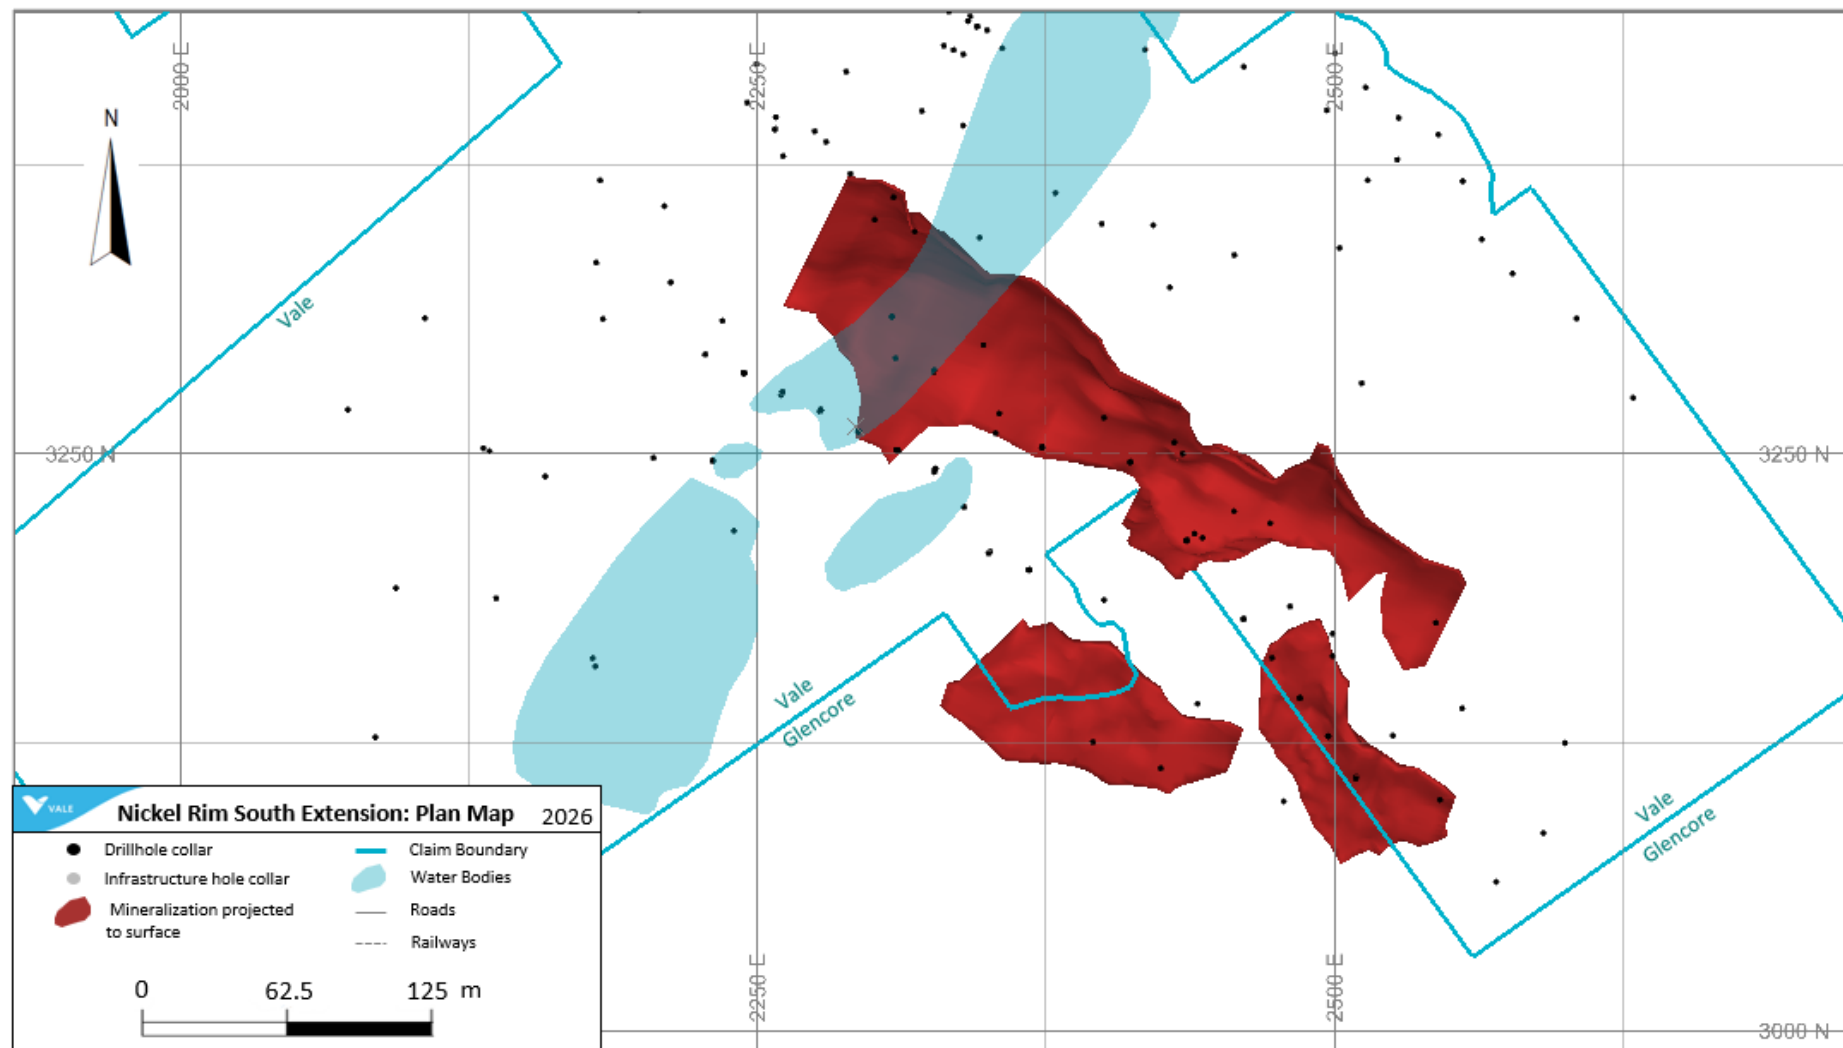 2000 E
2250 E
2500 E
N
Vale
3250 N
3250 N
Vale
Glencore
Vale
Glencore
VALE
Nickel Rim South Extension: Plan Map 2026
Drillhole collar
Claim Boundary
Infrastructure hole collar
Water Bodies
Mineralization projected
to surface
Roads
Railways
0 62.5 125 m
2250 E
2500 E
3000 N